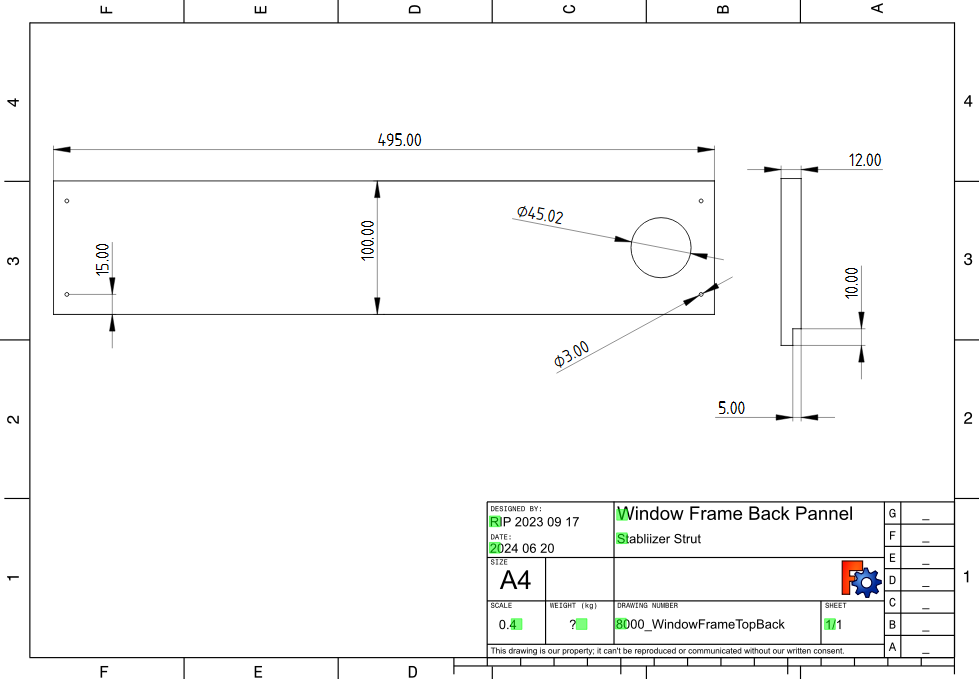 F E D C B A
4 4
495.00
12.00
Ø45.02
100.00
15.00
3 3
10.00
Ø3.00
5.00
2 2
DESIGNED BY:
RIP 2023 09 17
DATE:
2024 06 20
Window Frame Back Pannel
Stabliizer Strut
G _
F _
E _
D _
C _
B _
A _
SIZE
A4
1 1
SCALE
0.4
WEIGHT (kg)
?
DRAWING NUMBER
8000_WindowFrameTopBack
SHEET
1/1
This drawing is our property; it can't be reproduced or communicated without our written consent.
F E D